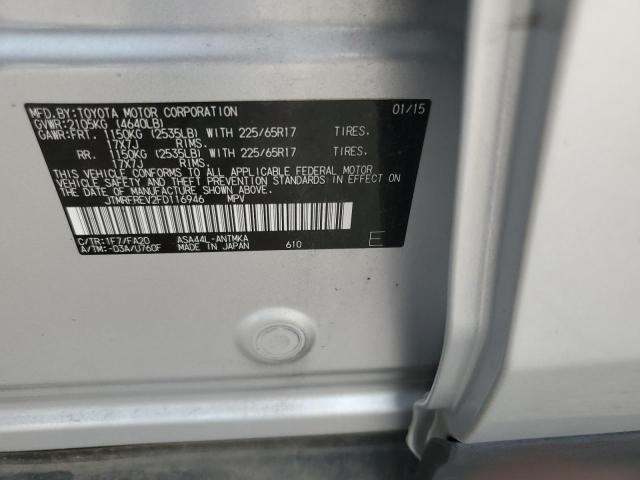 MFD.BY:TOYOTA MOTOR CORPORATION 01/15
GVWR:2105KG (4640LB)
GAWR:FRT. 1150KG (2535LB) WITH 225/65R17 TIRES.
17X7J RIMS.
RR. 1150KG (2535LB) WITH 225/65R17 TIRES.
17X7J RIMS.
THIS VEHICLE CONFORMS TO ALL APPLICABLE FEDERAL MOTOR
VEHICLE SAFETY AND THEFT PREVENTION STANDARDS IN EFFECT ON
THE DATE OF MANUFACTURE SHOWN ABOVE.
JTMRFREV2FD116946 MPV
C/TR:1F7/FA20 ASA44L-ANTMKA 610 E
A/TM:-03A/U760F MADE IN JAPAN